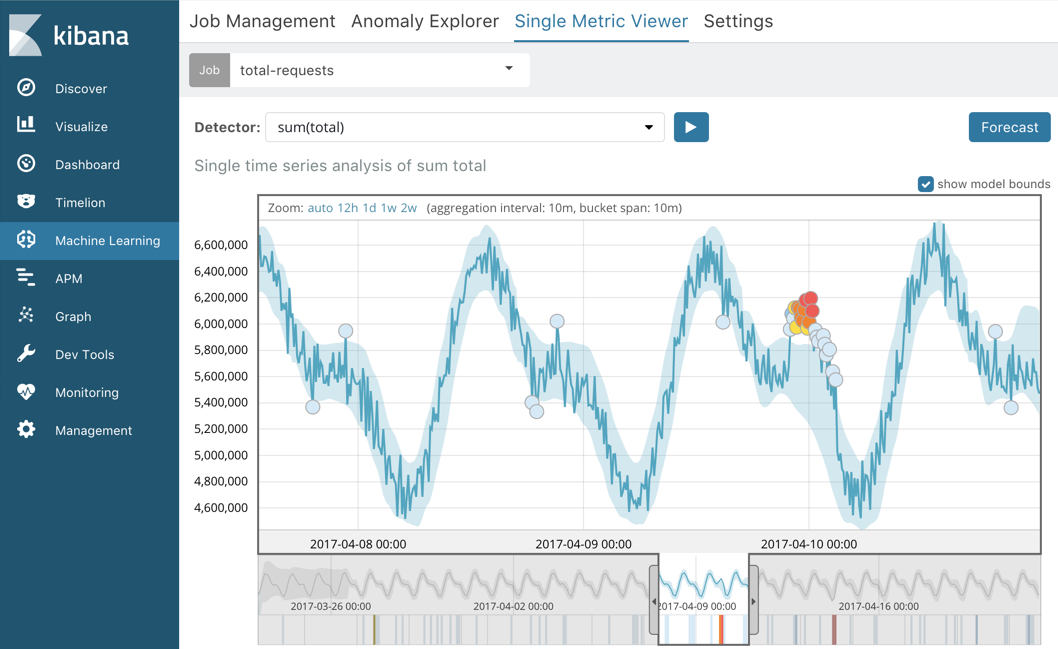 kibana
Discover
Visualize
Dashboard
Timelion
Machine Learning
APM
Graph
Dev Tools
Monitoring
Management
Job Management Anomaly Explorer Single Metric Viewer Settings
Job total-requests
Detector: sum(total) Forecast
Single time series analysis of sum total
show model bounds
Zoom: auto 12h 1d 1w 2w (aggregation interval: 10m, bucket span: 10m)
6,600,000
6,400,000
6,200,000
6,000,000
5,800,000
5,600,000
5,400,000
5,200,000
5,000,000
4,800,000
4,600,000
2017-04-08 00:00 2017-04-09 00:00 2017-04-10 00:00
2017-03-26 00:00 2017-04-02 00:00 2017-04-09 00:00 2017-04-16 00:00